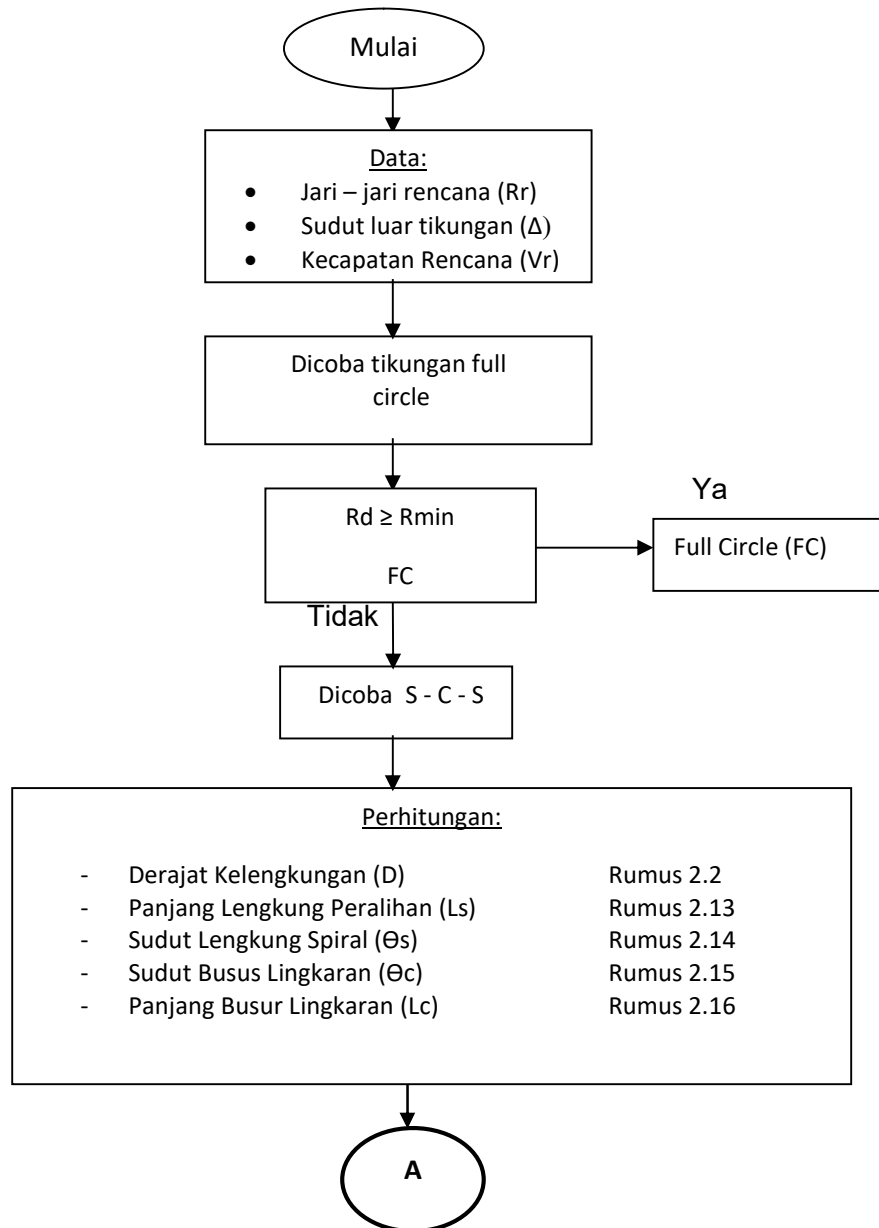 Mulai
Data:
• Jari – jari rencana (Rr)
• Sudut luar tikungan (Δ)
• Kecapatan Rencana (Vr)
Dicoba tikungan full
circle
Rd ≥ Rmin
FC
Ya
Full Circle (FC)
Tidak
Dicoba S - C - S
Perhitungan:
- Derajat Kelengkungan (D) Rumus 2.2
- Panjang Lengkung Peralihan (Ls) Rumus 2.13
- Sudut Lengkung Spiral (Ɵs) Rumus 2.14
- Sudut Busus Lingkaran (Ɵc) Rumus 2.15
- Panjang Busur Lingkaran (Lc) Rumus 2.16
A